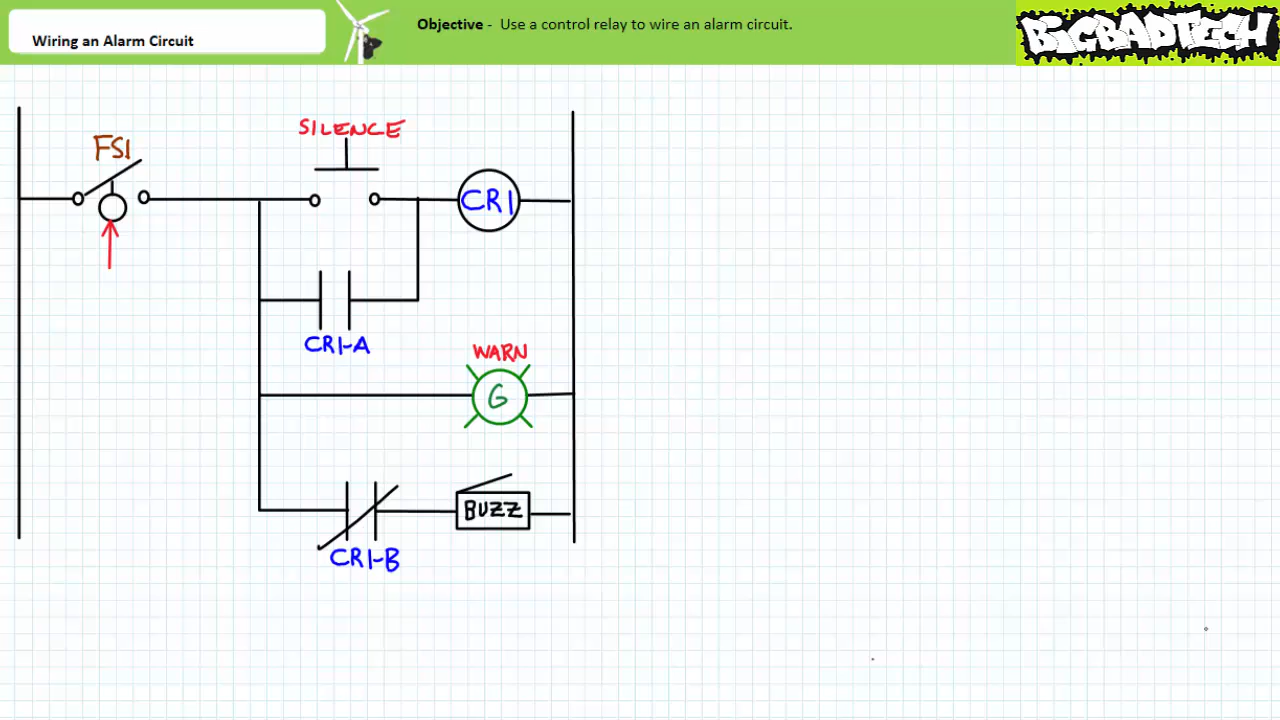 Wiring an Alarm Circuit
Objective - Use a control relay to wire an alarm circuit.
BIGBADTECH
SILENCE
FS1
CR1
CR1-A
WARN
G
BUZZ
CR1-B